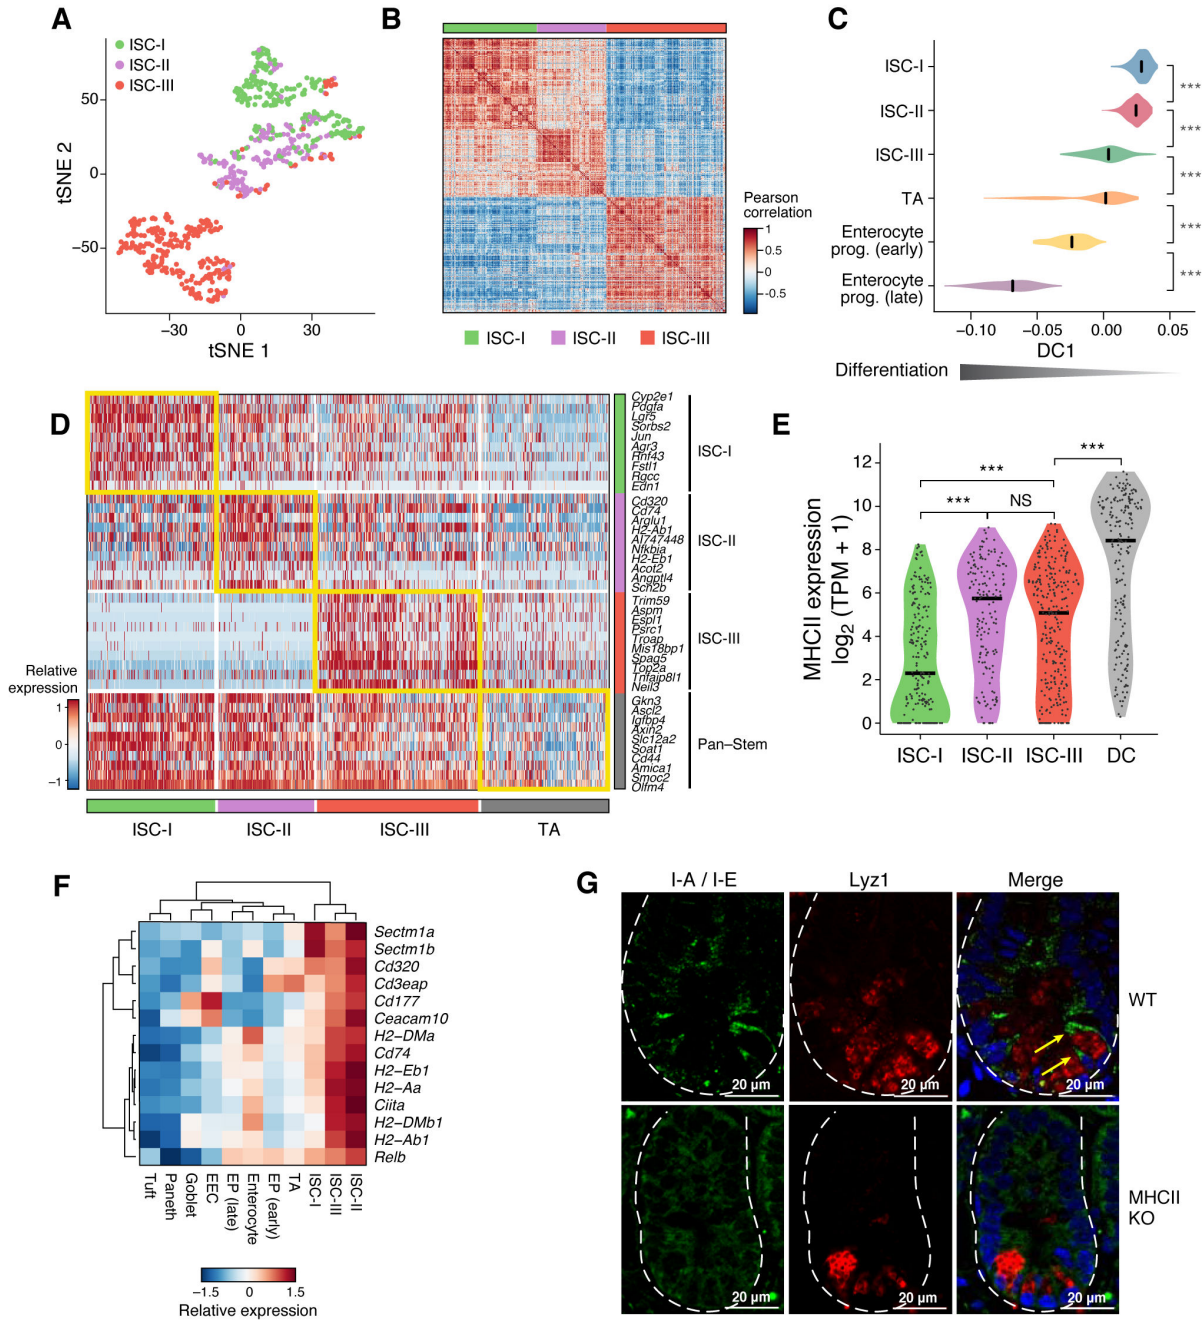 A
ISC-I
ISC-II
ISC-III
50
0
−50
tSNE 2
−30
0
30
tSNE 1
B
Pearson
correlation
1
0.5
0
−0.5
ISC-I
ISC-II
ISC-III
C
ISC-I
ISC-II
ISC-III
TA
Enterocyte
prog. (early)
Enterocyte
prog. (late)
***
***
***
***
***
−0.10
−0.05
0.00
0.05
DC1
Differentiation
D
Cyp2e1
Pdgfa
Lgr5
Sorbs2
Jun
Agr3
Rnf43
Fstl1
Rgcc
Edn1
ISC-I
Cd320
Cd74
Arglu1
H2-Ab1
AI747448
Nfkbia
H2-Eb1
Acot2
Angptl4
Sch2b
ISC-II
Trim59
Aspm
Espl1
Psrc1
Troap
Mis18bp1
Spag5
Top2a
Tnfaip8l1
Neil3
ISC-III
Gkn3
Ascl2
Igfbp4
Axin2
Slc12a2
Soat1
Cd44
Amica1
Smoc2
Olfm4
Pan–Stem
Relative
expression
1
0
−1
ISC-I
ISC-II
ISC-III
TA
E
MHCII expression
log2 (TPM + 1)
12
10
8
6
4
2
0
***
***
***
NS
ISC-I
ISC-II
ISC-III
DC
F
Sectm1a
Sectm1b
Cd320
Cd3eap
Cd177
Ceacam10
H2−DMa
Cd74
H2−Eb1
H2−Aa
Ciita
H2−DMb1
H2−Ab1
Relb
Tuft
Paneth
Goblet
EEC
EP (late)
Enterocyte
EP (early)
TA
ISC-I
ISC-III
ISC-II
−1.5
0
1.5
Relative expression
G
I-A / I-E
Lyz1
Merge
WT
20 µm
20 µm
20 µm
MHCII
KO
20 µm
20 µm
20 µm